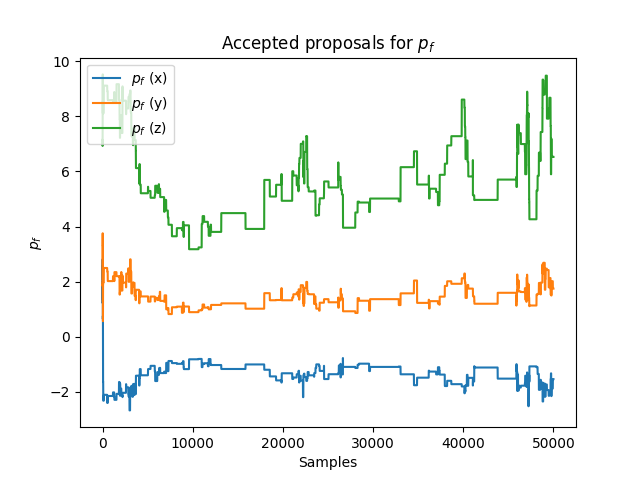 Accepted proposals for p_f
p_f (x)
p_f (y)
p_f (z)
10
8
6
4
2
0
−2
p_f
0 10000 20000 30000 40000 50000
Samples